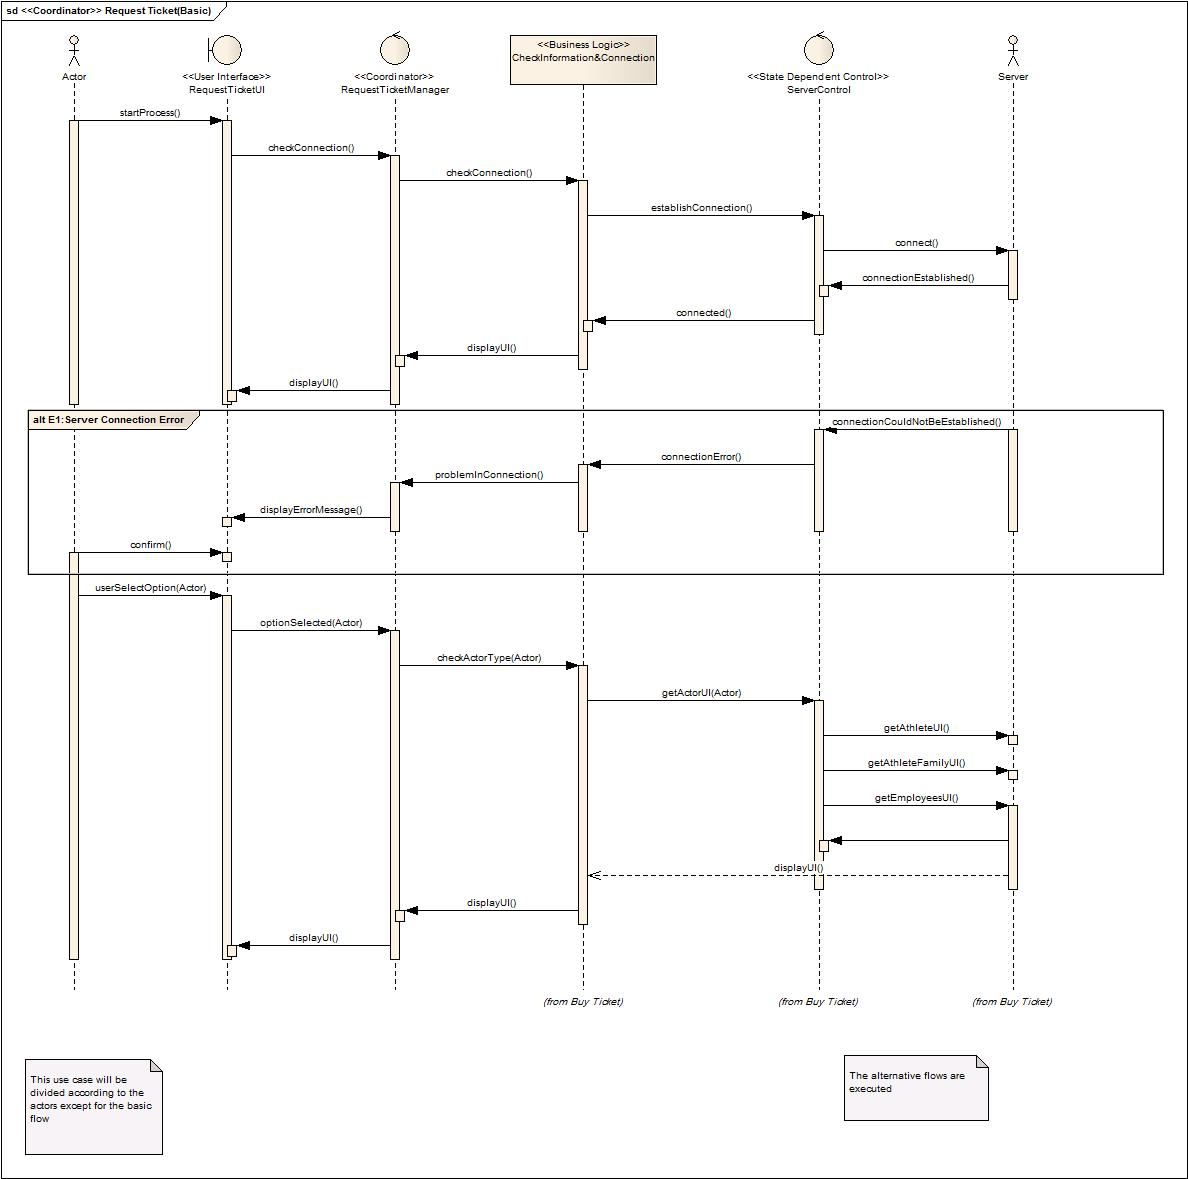 sd <<Coordinator>> Request Ticket(Basic)
Actor
<<User Interface>>
RequestTicketUI
<<Coordinator>>
RequestTicketManager
<<Business Logic>>
CheckInformation&Connection
<<State Dependent Control>>
ServerControl
Server
startProcess()
checkConnection()
checkConnection()
establishConnection()
connect()
connectionEstablished()
connected()
displayUI()
displayUI()
alt E1:Server Connection Error
connectionCouldNotBeEstablished()
connectionError()
problemInConnection()
displayErrorMessage()
confirm()
userSelectOption(Actor)
optionSelected(Actor)
checkActorType(Actor)
getActorUI(Actor)
getAthleteUI()
getAthleteFamilyUI()
getEmployeesUI()
displayUI()
displayUI()
displayUI()
(from Buy Ticket)
(from Buy Ticket)
(from Buy Ticket)
This use case will be
divided according to the
actors except for the basic
flow
The alternative flows are
executed